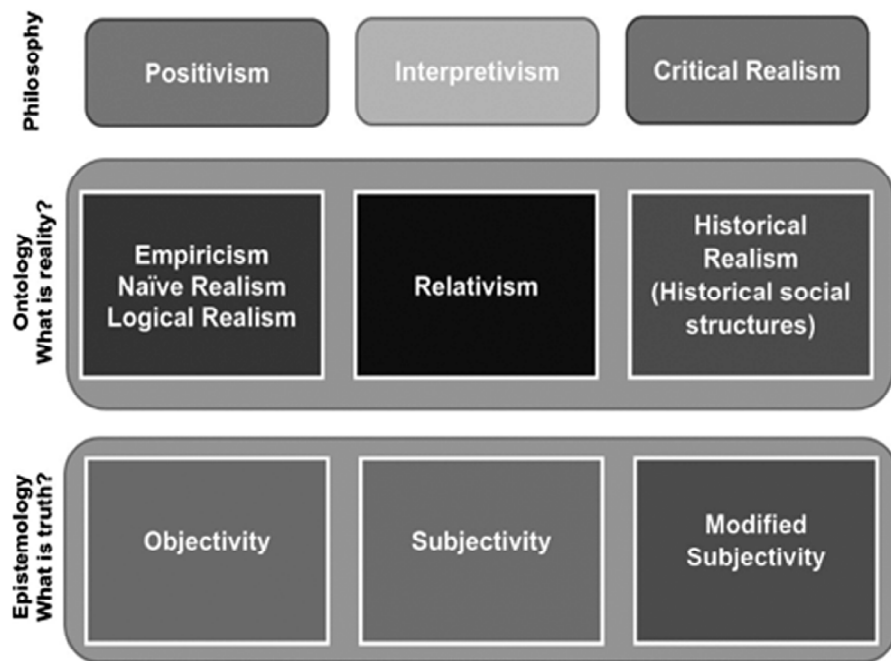 Philosophy
Positivism
Interpretivism
Critical Realism
Ontology
What is reality?
Empiricism
Naïve Realism
Logical Realism
Relativism
Historical
Realism
(Historical social
structures)
Epistemology
What is truth?
Objectivity
Subjectivity
Modified
Subjectivity